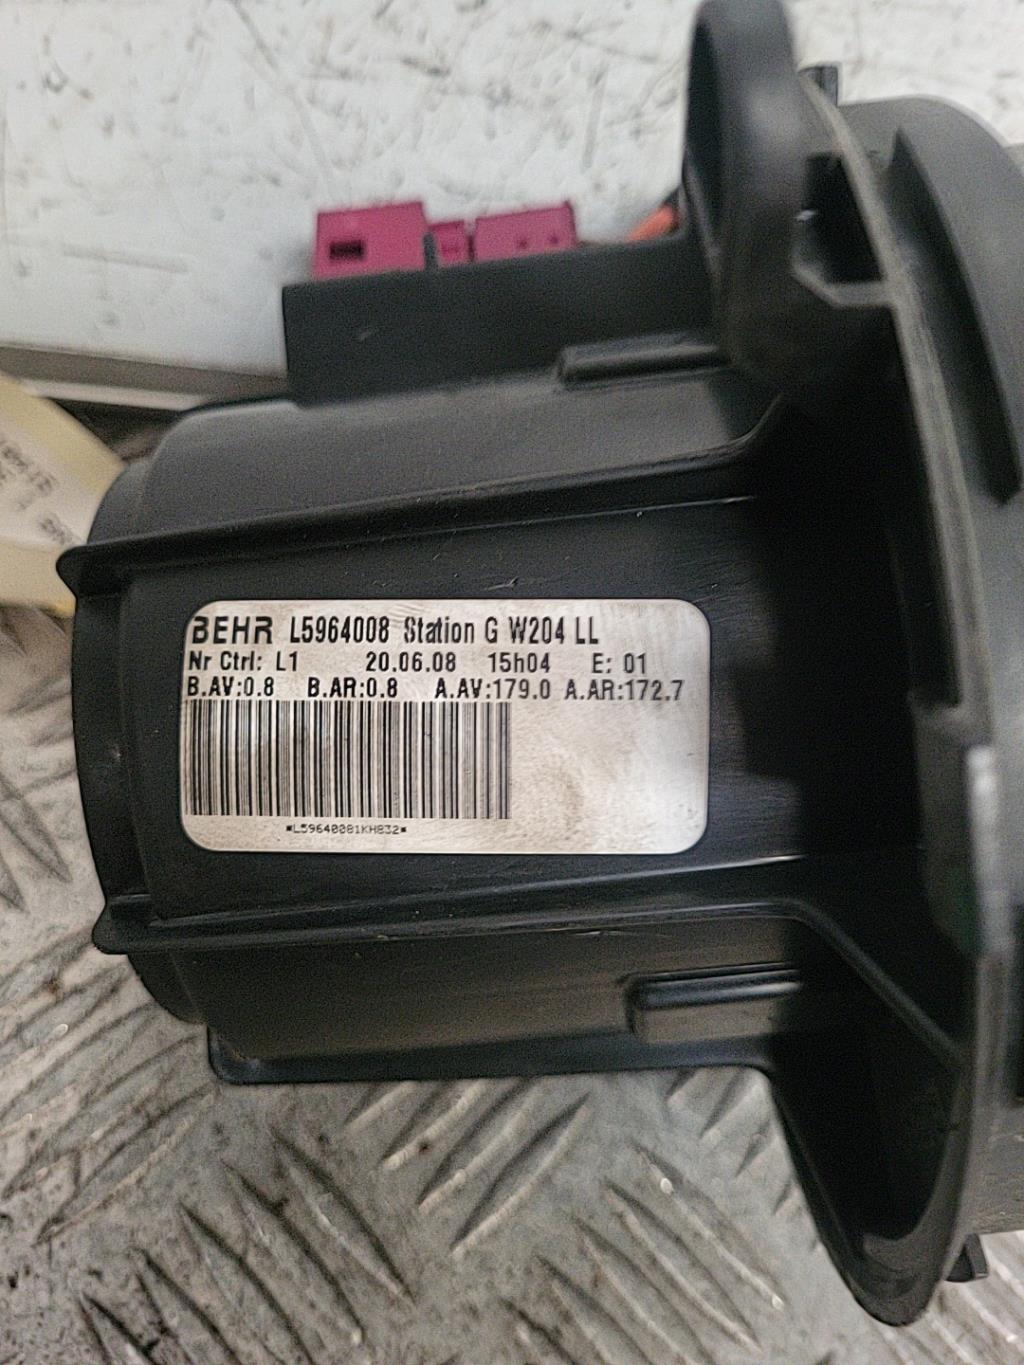 BEHR L5964008 Station G W204 LL
Nr Ctrl: L1 20.06.08 15h04 E: 01
B.AV:0.8 B.AR:0.8 A.AV:179.0 A.AR:172.7
*L59640081KH832*